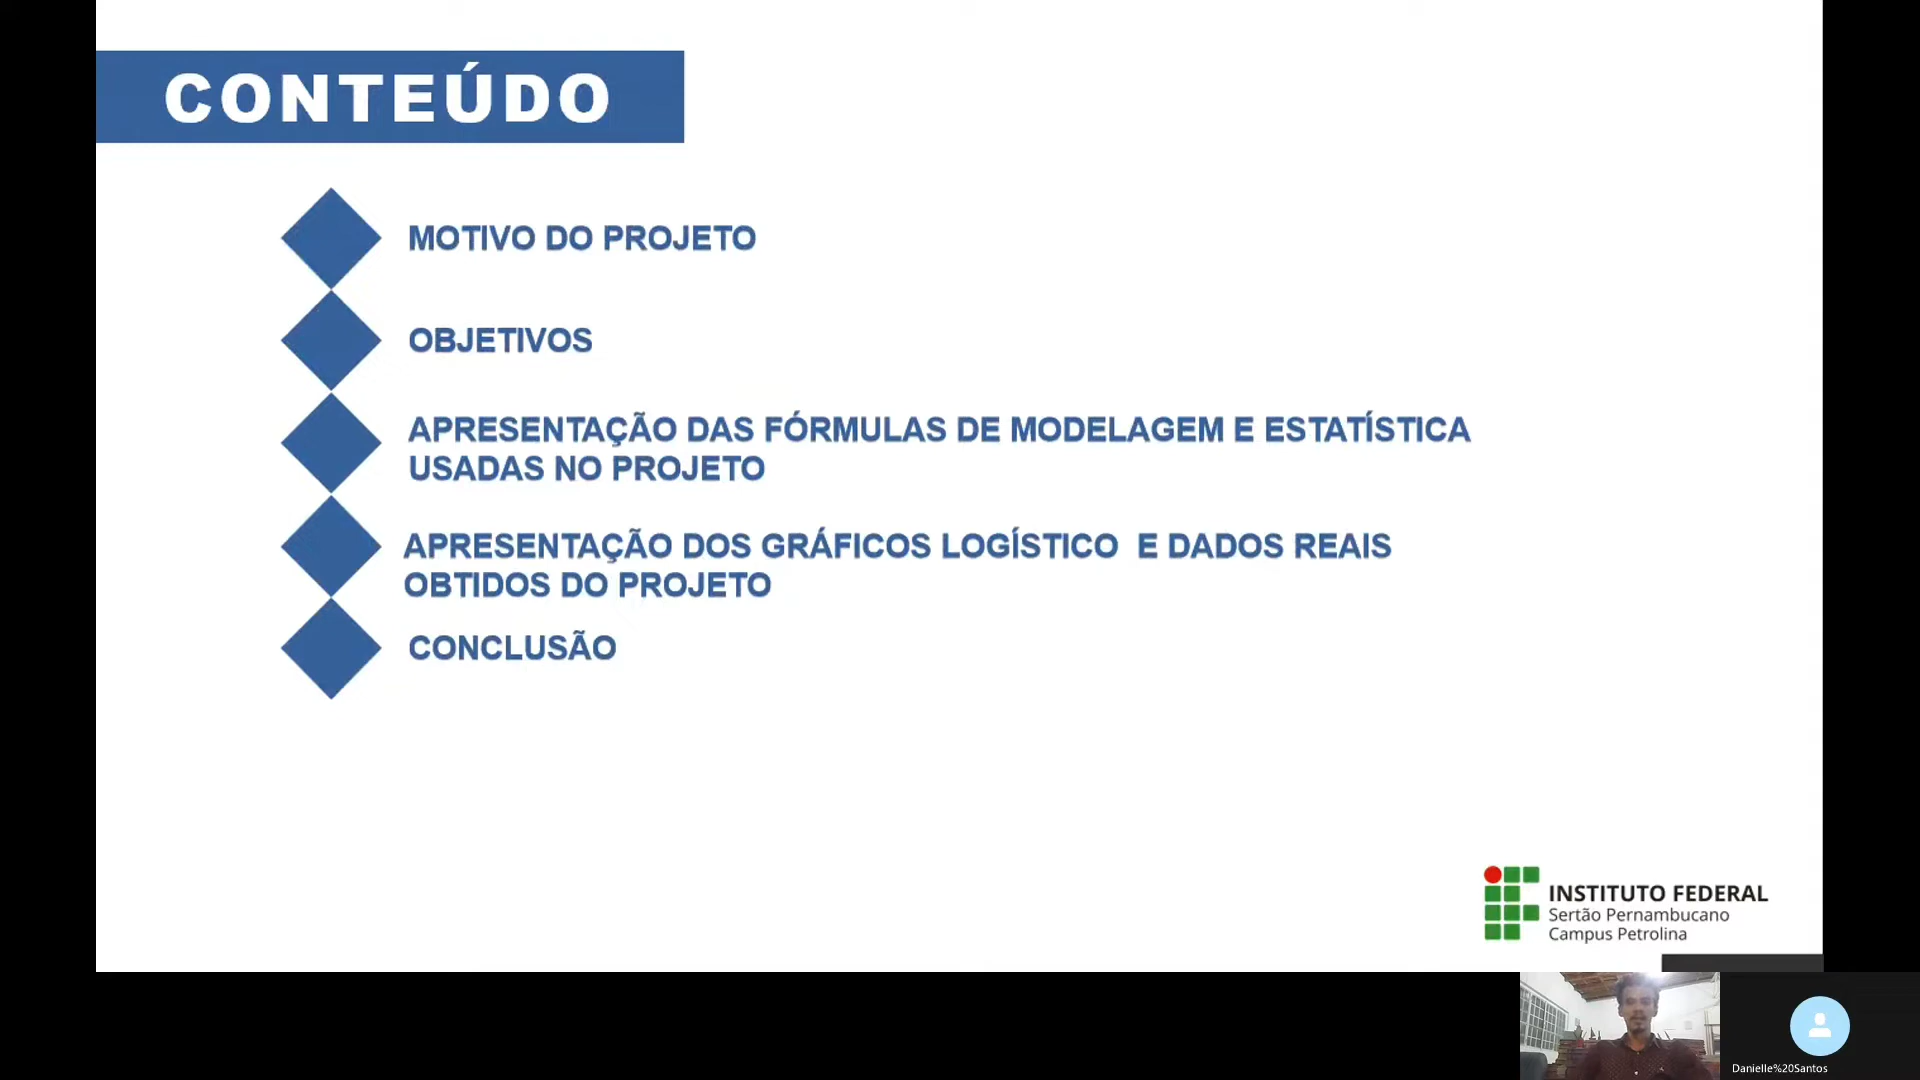 CONTEÚDO
MOTIVO DO PROJETO
OBJETIVOS
APRESENTAÇÃO DAS FÓRMULAS DE MODELAGEM E ESTATÍSTICA
USADAS NO PROJETO
APRESENTAÇÃO DOS GRÁFICOS LOGÍSTICO  E DADOS REAIS
OBTIDOS DO PROJETO
CONCLUSÃO
INSTITUTO FEDERAL
Sertão Pernambucano
Campus Petrolina
Danielle%20Santos